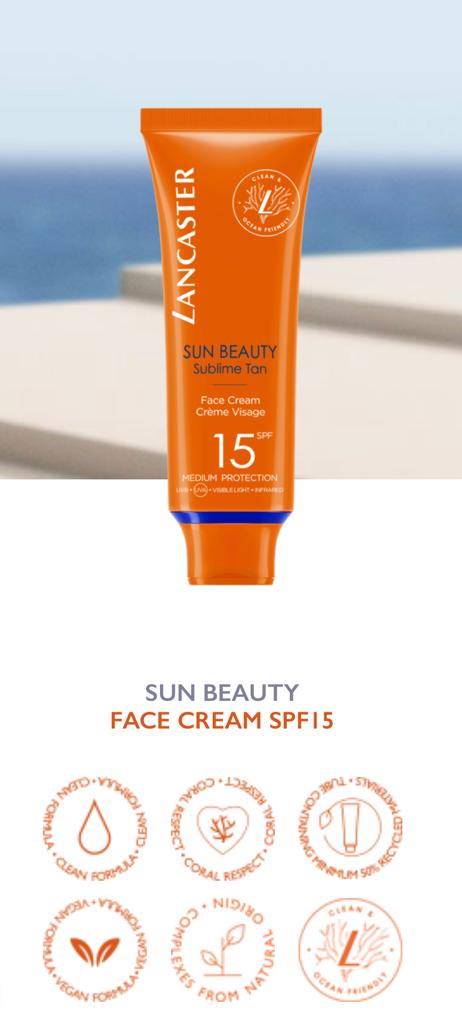 LANCASTER
CLEAN &
OCEAN FRIENDLY
SUN BEAUTY
Sublime Tan
Face Cream
Crème Visage
15 SPF
MEDIUM PROTECTION
UVB • UVA • VISIBLE LIGHT • INFRARED
SUN BEAUTY
FACE CREAM SPF15
CLEAN FORMULA • CLEAN FORMULA • CLEAN FORMULA •
CORAL RESPECT • CORAL RESPECT • CORAL RESPECT •
TUBE CONTAINING MINIMUM 50% RECYCLED MATERIALS •
VEGAN FORMULA • VEGAN FORMULA • VEGAN FORMULA •
COMPLEXES FROM NATURAL ORIGIN •
CLEAN &
L
OCEAN FRIENDLY